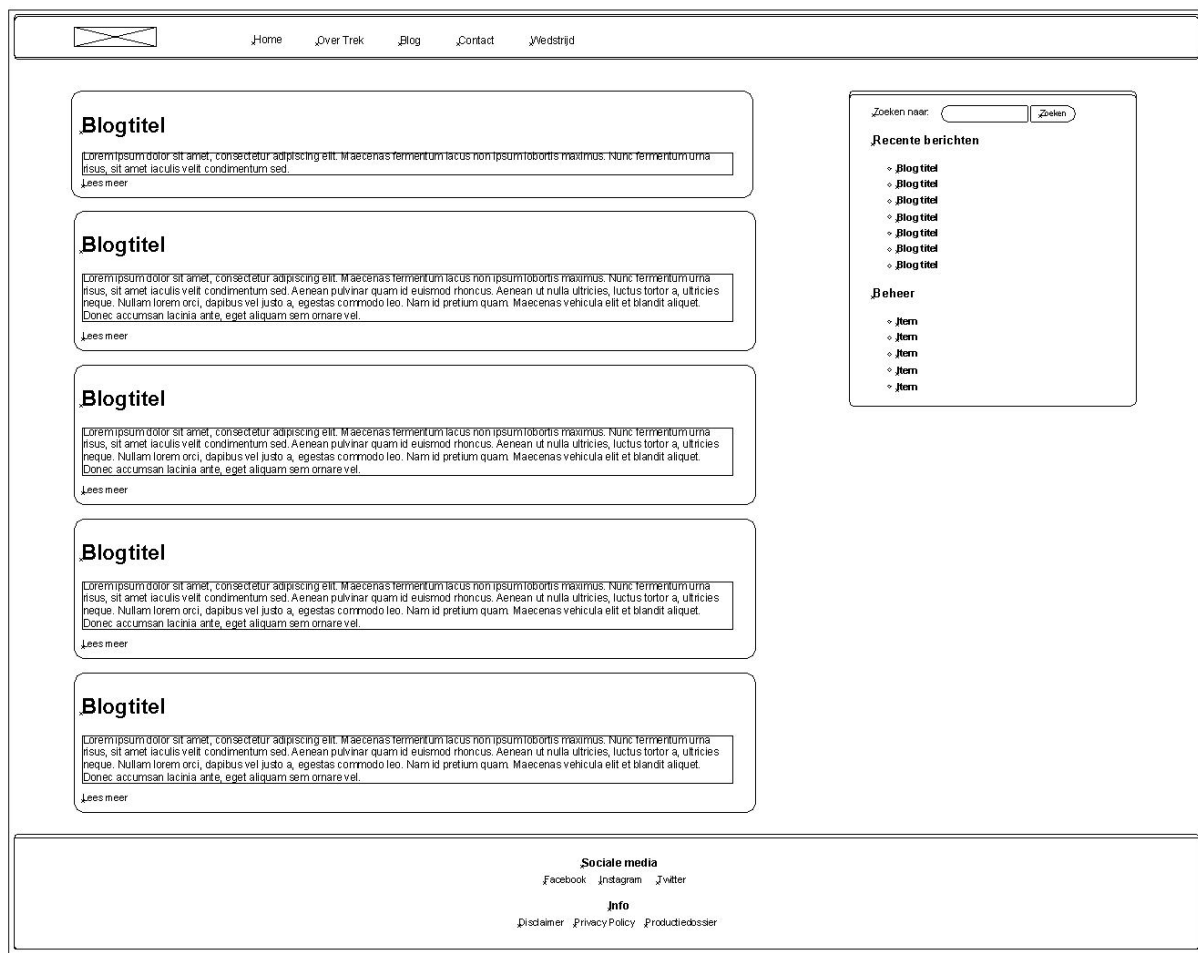 Home Over Trek Blog Contact Wedstrijd
Blogtitel
Lorem ipsum dolor sit amet, consectetur adipiscing elit. Maecenas fermentum lacus non ipsum lobortis maximus. Nunc fermentum urna
risus, sit amet iaculis velit condimentum sed.
Lees meer
Blogtitel
Lorem ipsum dolor sit amet, consectetur adipiscing elit. Maecenas fermentum lacus non ipsum lobortis maximus. Nunc fermentum urna
risus, sit amet iaculis velit condimentum sed. Aenean pulvinar quam id euismod rhoncus. Aenean ut nulla ultricies, luctus tortor a, ultricies
neque. Nullam lorem orci, dapibus vel justo a, egestas commodo leo. Nam id pretium quam. Maecenas vehicula elit et blandit aliquet.
Donec accumsan lacinia ante, eget aliquam sem ornare vel.
Lees meer
Blogtitel
Lorem ipsum dolor sit amet, consectetur adipiscing elit. Maecenas fermentum lacus non ipsum lobortis maximus. Nunc fermentum urna
risus, sit amet iaculis velit condimentum sed. Aenean pulvinar quam id euismod rhoncus. Aenean ut nulla ultricies, luctus tortor a, ultricies
neque. Nullam lorem orci, dapibus vel justo a, egestas commodo leo. Nam id pretium quam. Maecenas vehicula elit et blandit aliquet.
Donec accumsan lacinia ante, eget aliquam sem ornare vel.
Lees meer
Blogtitel
Lorem ipsum dolor sit amet, consectetur adipiscing elit. Maecenas fermentum lacus non ipsum lobortis maximus. Nunc fermentum urna
risus, sit amet iaculis velit condimentum sed. Aenean pulvinar quam id euismod rhoncus. Aenean ut nulla ultricies, luctus tortor a, ultricies
neque. Nullam lorem orci, dapibus vel justo a, egestas commodo leo. Nam id pretium quam. Maecenas vehicula elit et blandit aliquet.
Donec accumsan lacinia ante, eget aliquam sem ornare vel.
Lees meer
Blogtitel
Lorem ipsum dolor sit amet, consectetur adipiscing elit. Maecenas fermentum lacus non ipsum lobortis maximus. Nunc fermentum urna
risus, sit amet iaculis velit condimentum sed. Aenean pulvinar quam id euismod rhoncus. Aenean ut nulla ultricies, luctus tortor a, ultricies
neque. Nullam lorem orci, dapibus vel justo a, egestas commodo leo. Nam id pretium quam. Maecenas vehicula elit et blandit aliquet.
Donec accumsan lacinia ante, eget aliquam sem ornare vel.
Lees meer
Zoeken naar: Zoeken
Recente berichten
Blog titel
Blog titel
Blog titel
Blog titel
Blog titel
Blog titel
Blog titel
Beheer
Item
Item
Item
Item
Item
Sociale media
Facebook Instagram Twitter
Info
Disclaimer Privacy Policy Productiedossier